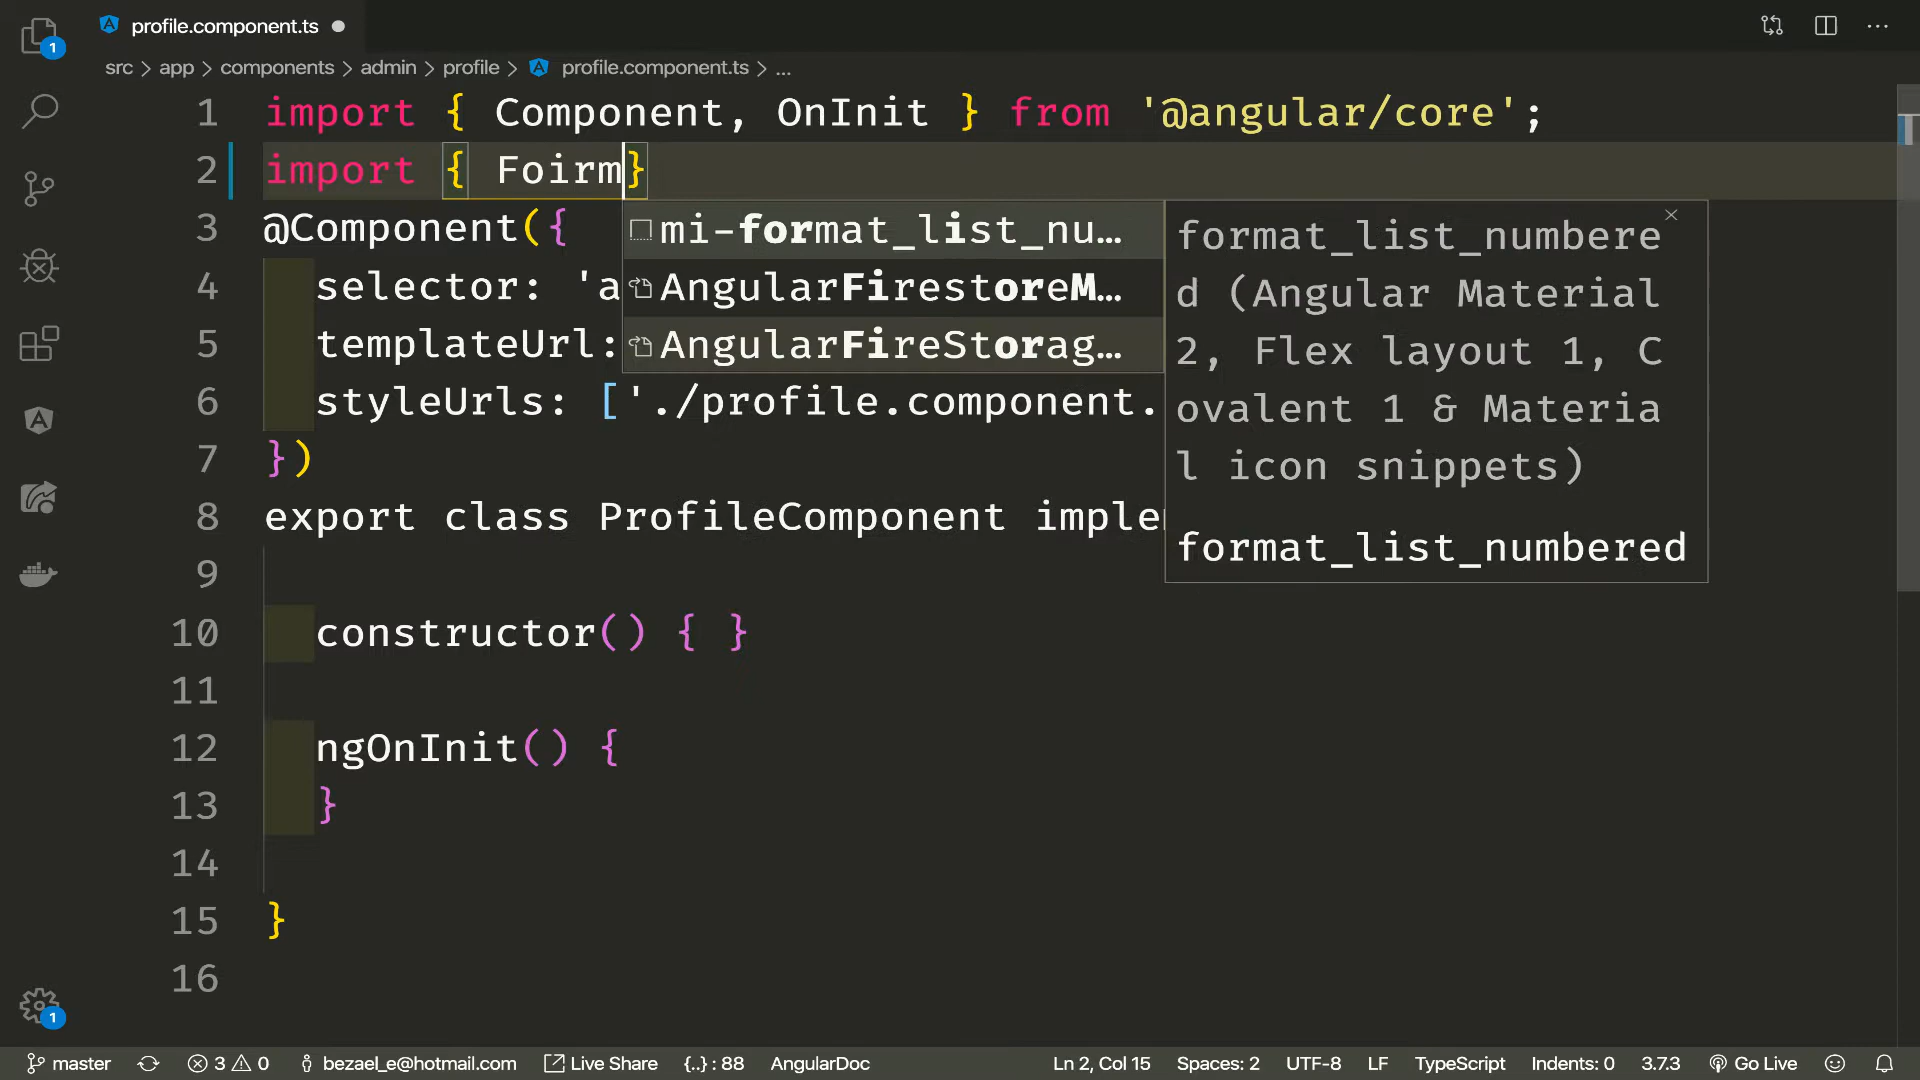 profile.component.ts
src > app > components > admin > profile > profile.component.ts > ...
1 import { Component, OnInit } from '@angular/core';
2 import { Foirm}
3 @Component({
4 selector: 'a
5 templateUrl:
6 styleUrls: ['./profile.component.
7 })
8 export class ProfileComponent implem
9
10 constructor() { }
11
12 ngOnInit() {
13 }
14
15 }
16
mi-format_list_nu...
AngularFirestoreM...
AngularFireStorag...
format_list_numbere
d (Angular Material
2, Flex layout 1, C
ovalent 1 & Materia
l icon snippets)
format_list_numbered
1
1
master 3 0 bezael_e@hotmail.com Live Share {..} : 88 AngularDoc Ln 2, Col 15 Spaces: 2 UTF-8 LF TypeScript Indents: 0 3.7.3 Go Live